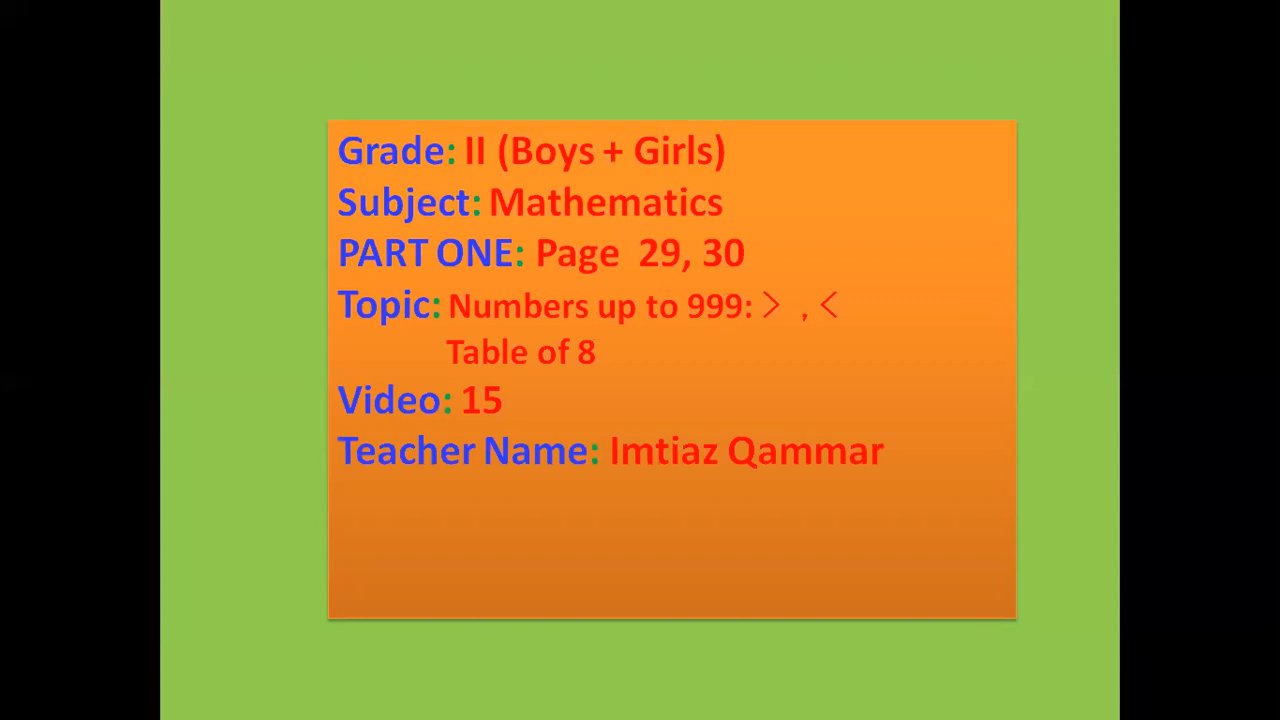 Grade: II (Boys + Girls)
Subject: Mathematics
PART ONE: Page 29, 30
Topic: Numbers up to 999: > , <
Table of 8
Video: 15
Teacher Name: Imtiaz Qammar